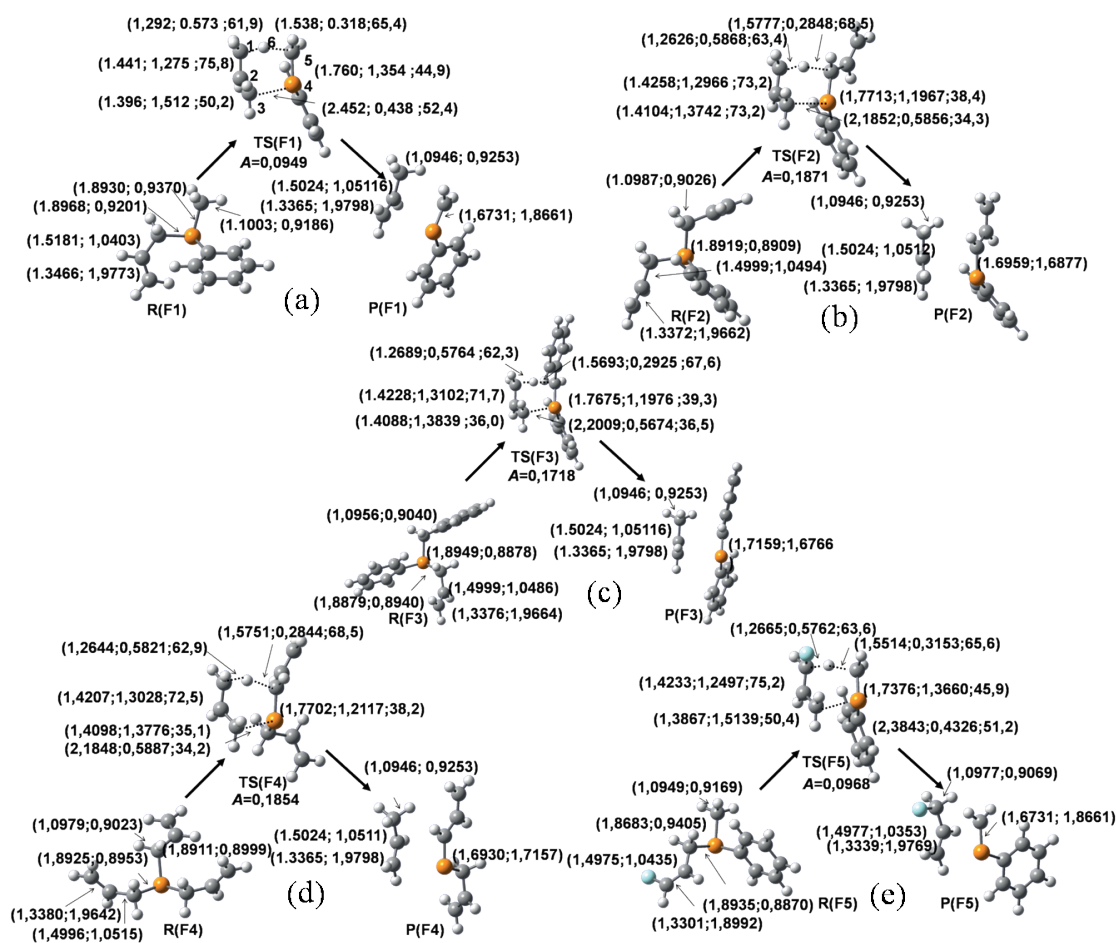 (1,292; 0.573 ;61,9)
(1.538; 0.318;65,4)
1
6
5
(1.441; 1,275 ;75,8)
2
(1.760; 1,354 ;44,9)
4
(1.396; 1,512 ;50,2)
3
(2.452; 0,438 ;52,4)
TS(F1)
A=0,0949
(1,0946; 0,9253)
(1.8930; 0,9370)
(1.8968; 0,9201)
(1.5024; 1,05116)
(1.3365; 1,9798)
(1.1003; 0,9186)
(1,6731; 1,8661)
(1.5181; 1,0403)
(1.3466; 1,9773)
R(F1)
(a)
P(F1)
(1,5777;0,2848;68,5)
(1,2626;0,5868;63,4)
(1.4258;1,2966 ;73,2)
(1,7713;1,1967;38,4)
(1.4104;1,3742 ;73,2)
(2,1852;0,5856;34,3)
TS(F2)
A=0,1871
(1.0987;0,9026)
(1,0946; 0,9253)
(1.8919;0,8909)
(1.5024; 1,0512)
(1.4999;1,0494)
(1.3365; 1,9798)
(1.6959;1,6877)
R(F2)
(1.3372;1,9662)
(b)
P(F2)
(1.2689;0,5764 ;62,3)
(1.5693;0,2925 ;67,6)
(1.4228;1,3102;71,7)
(1.7675;1,1976 ;39,3)
(1.4088;1,3839 ;36,0)
(2,2009;0,5674;36,5)
TS(F3)
A=0,1718
(1,0946; 0,9253)
(1,0956;0,9040)
(1.5024; 1,05116)
(1.3365; 1,9798)
(1,8949;0,8878)
(1,7159;1,6766
(1,4999;1,0486)
(1,8879;0,8940)
(1,3376;1,9664)
R(F3)
(c)
P(F3)
(1,5751;0,2844;68,5)
(1,2644;0,5821;62,9)
(1,4207;1,3028;72,5)
(1,7702;1,2117;38,2)
(1,4098;1,3776;35,1)
(2,1848;0,5887;34,2)
TS(F4)
A=0,1854
(1,0946; 0,9253)
(1,0979;0,9023)
(1,8925;0,8953)
(1,8911;0,8999)
(1.5024; 1,0511)
(1.3365; 1,9798)
(1,6930;1,7157)
(1,3380;1,9642)
(1,4996;1,0515)
R(F4)
(d)
P(F4)
(1,2665;0,5762;63,6)
(1,5514;0,3153;65,6)
(1,4233;1,2497;75,2)
(1,7376;1,3660;45,9)
(1,3867;1,5139;50,4)
(2,3843;0,4326;51,2)
TS(F5)
A=0,0968
(1,0977;0,9069)
(1,0949;0,9169)
(1,8683;0,9405)
(1,4977;1,0353)
(1;3339;1,9769)
(1,6731; 1,8661)
(1,4975;1,0435)
(1,8935;0,8870)
(1,3301;1,8992)
R(F5)
(e)
P(F5)